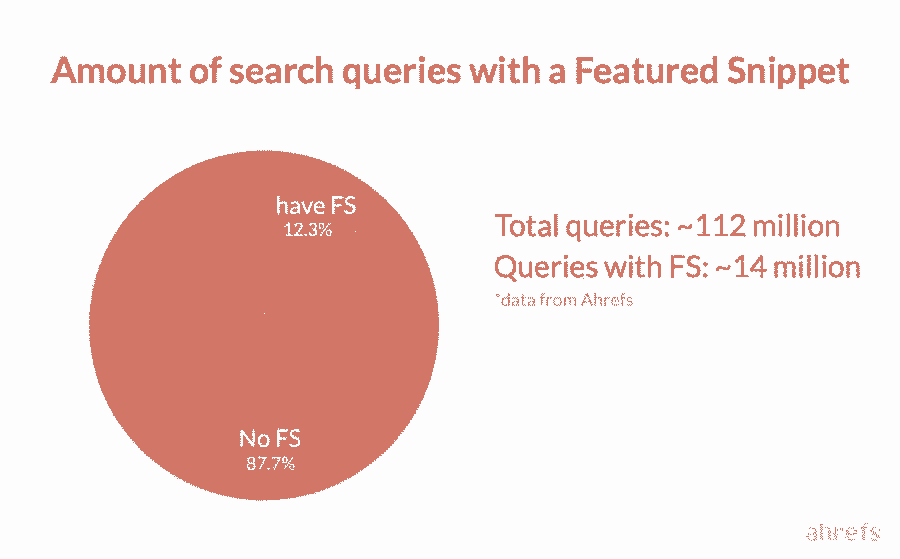 Amount of search queries with a Featured Snippet
have FS
12.3%
Total queries: ~112 million
Queries with FS: ~14 million
*data from Ahrefs
No FS
87.7%
ahrefs